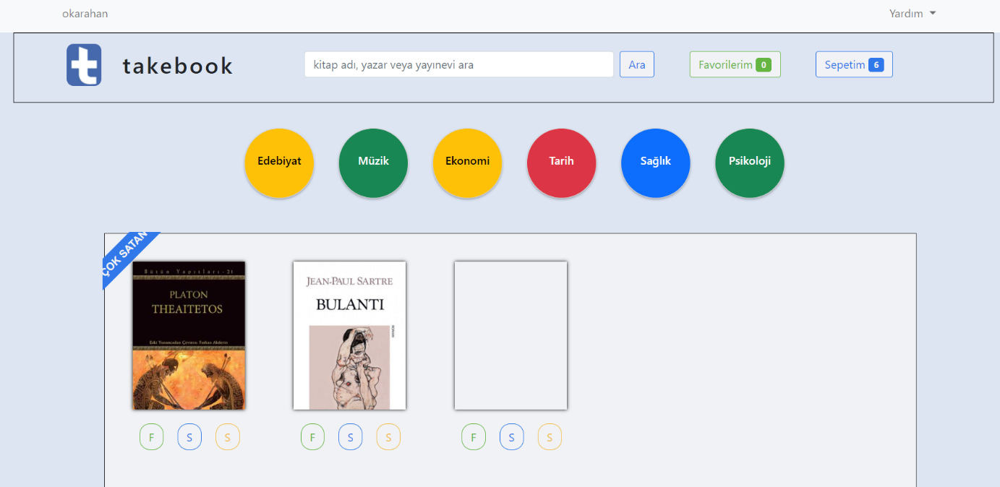 okarahan
Yardım
t
takebook
kitap adı, yazar veya yayınevi ara
Ara
Favorilerim 0
Sepetim 6
Edebiyat
Müzik
Ekonomi
Tarih
Sağlık
Psikoloji
ÇOK SATAN
Bütün Yapıtları-21
PLATON
THEAITETOS
Eski Yunancadan Çeviren: Furkan Akderin
JEAN-PAUL SARTRE
BULANTI
F S S
F S S
F S S